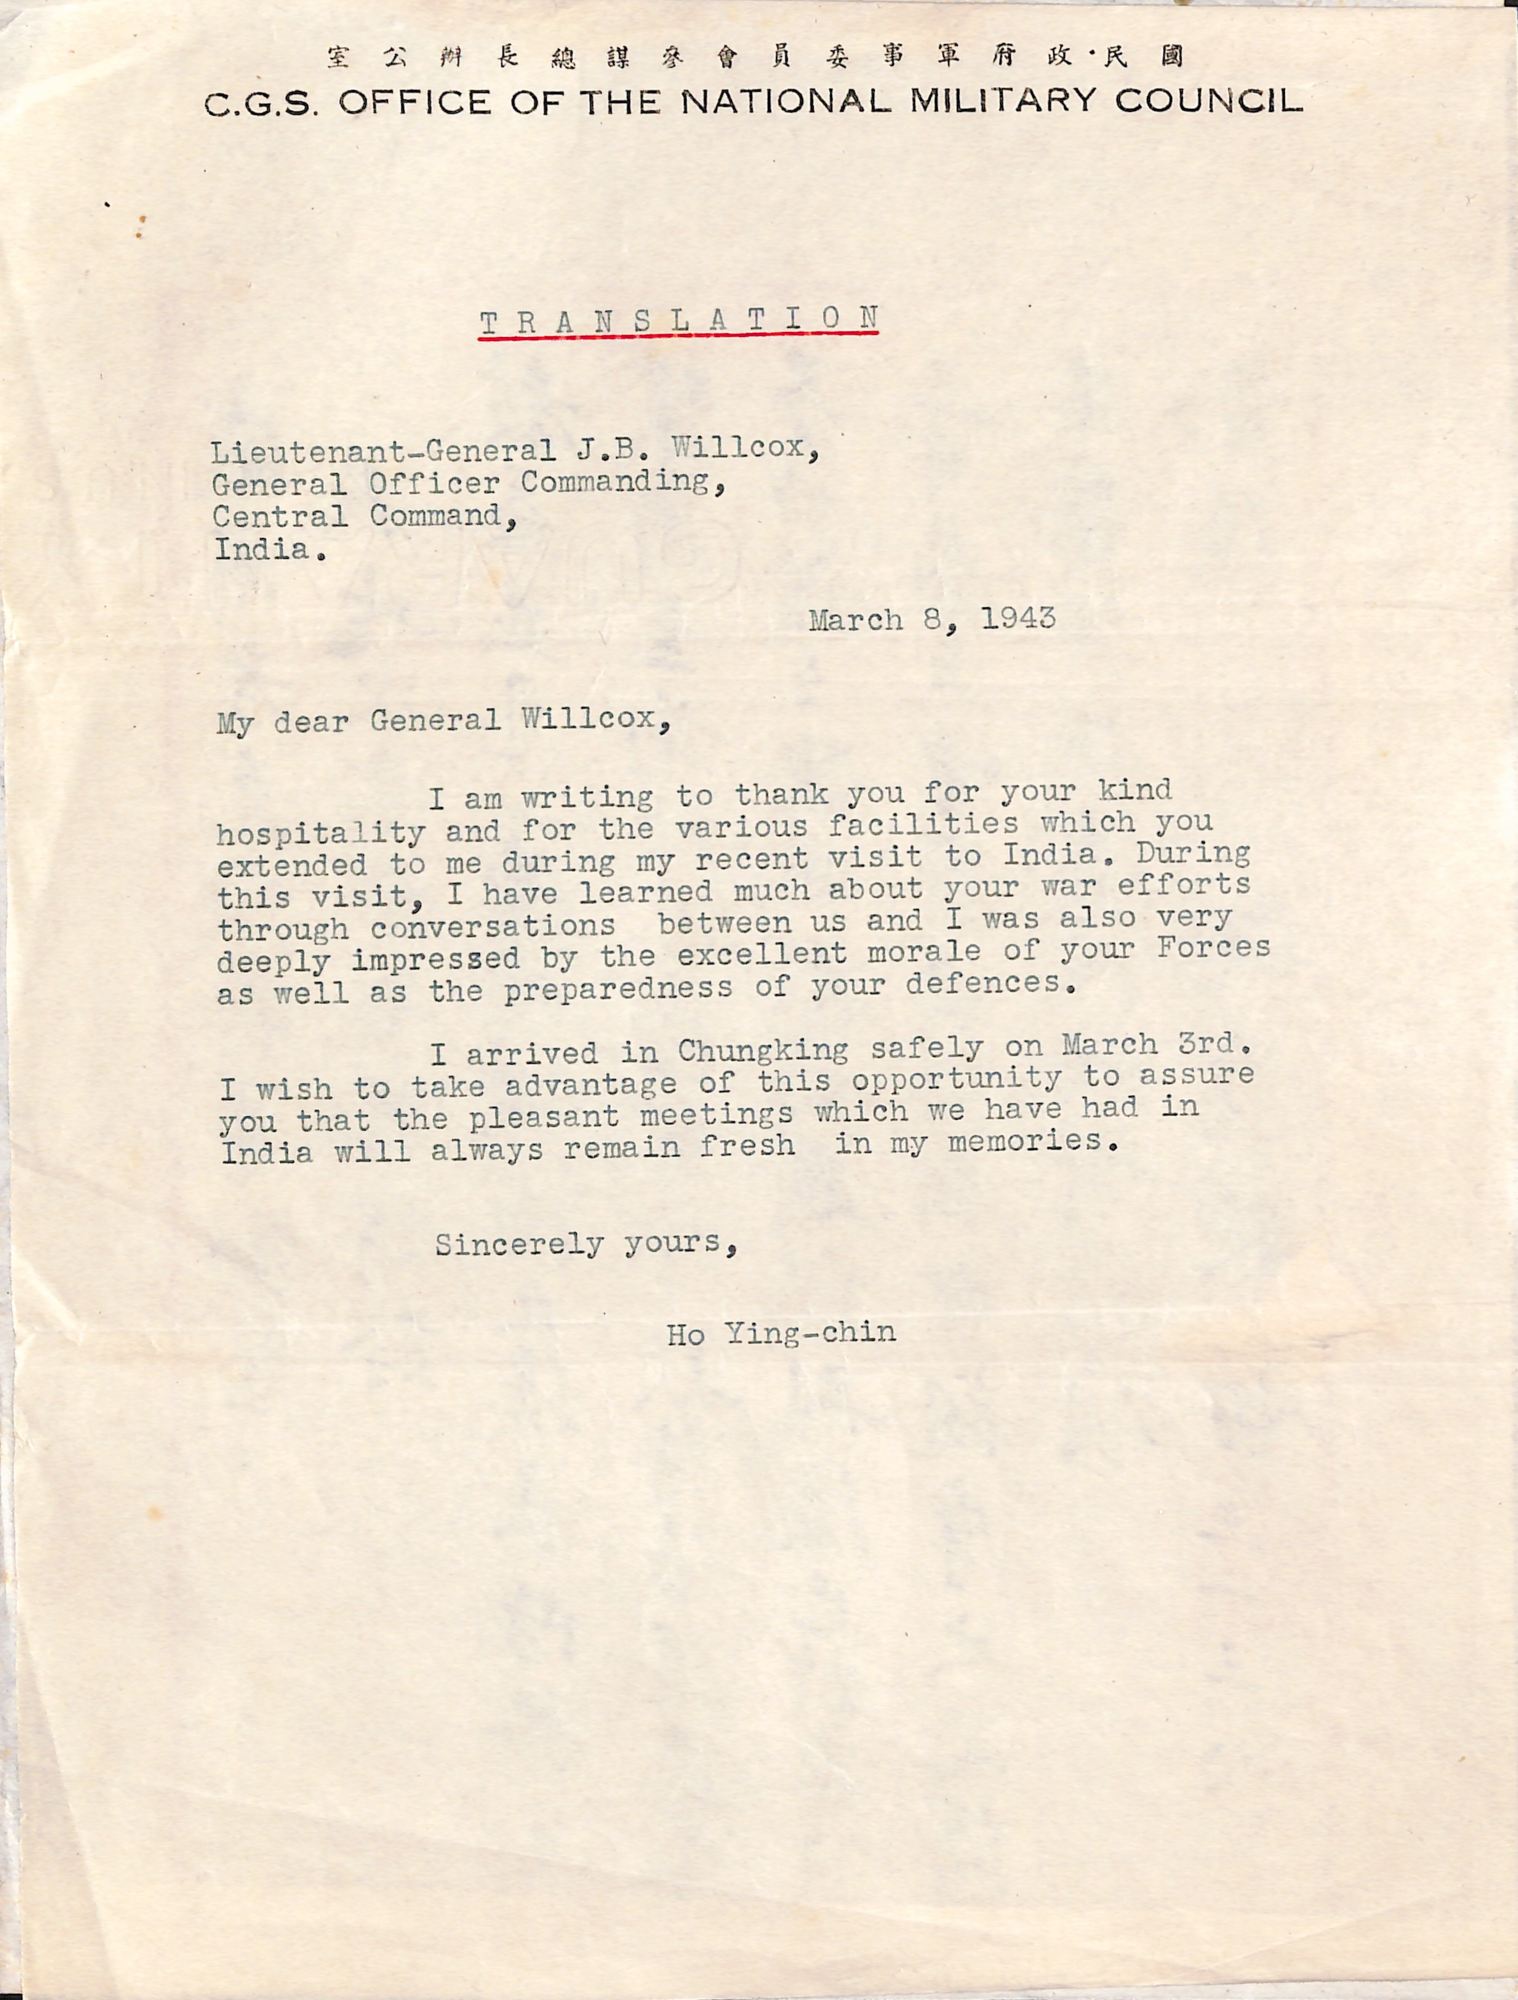 室公辦長總謀參會員委事軍府政·民國
C.G.S. OFFICE OF THE NATIONAL MILITARY COUNCIL
TRANSLATION
Lieutenant-General J.B. Willcox,
General Officer Commanding,
Central Command,
India.
March 8, 1943
My dear General Willcox,
I am writing to thank you for your kind
hospitality and for the various facilities which you
extended to me during my recent visit to India. During
this visit, I have learned much about your war efforts
through conversations  between us and I was also very
deeply impressed by the excellent morale of your Forces
as well as the preparedness of your defences.
I arrived in Chungking safely on March 3rd.
I wish to take advantage of this opportunity to assure
you that the pleasant meetings which we have had in
India will always remain fresh  in my memories.
Sincerely yours,
Ho Ying-chin